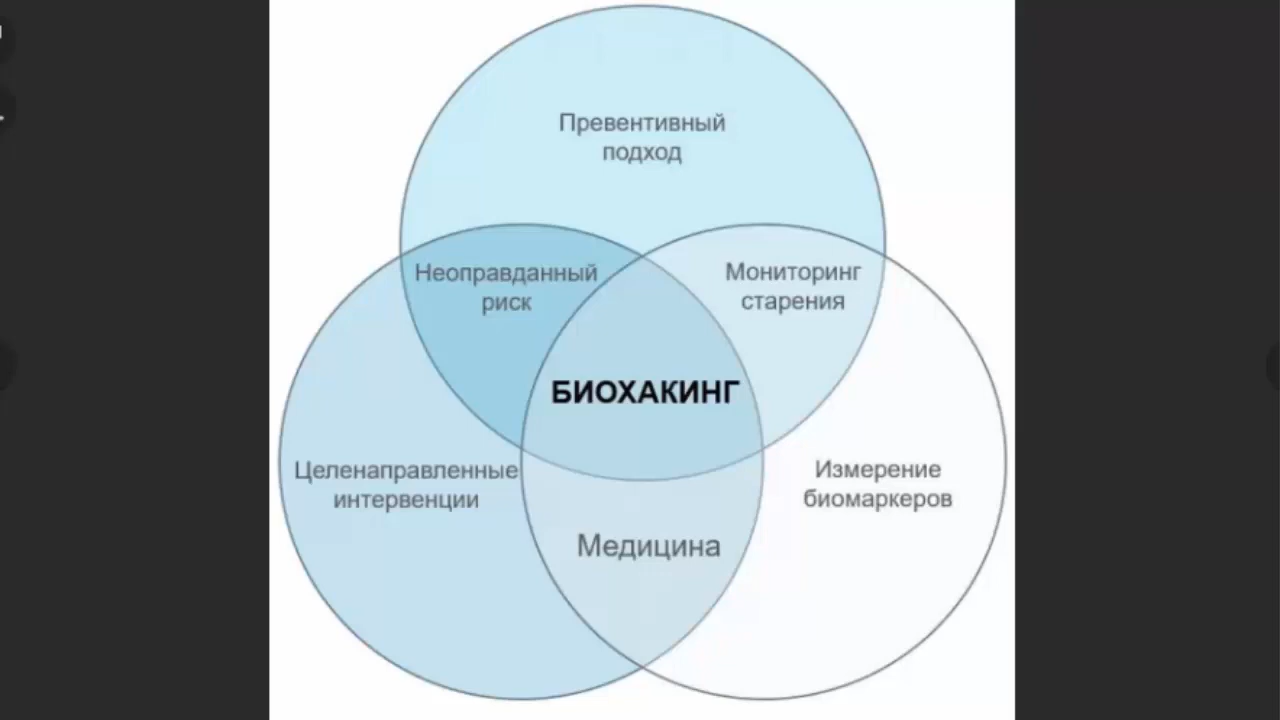 Превентивный
подход
Неоправданный
риск
Мониторинг
старения
БИОХАКИНГ
Целенаправленные
интервенции
Измерение
биомаркеров
Медицина